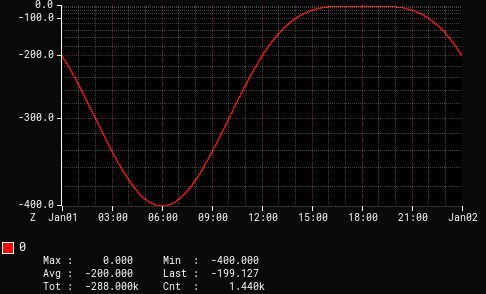 0.0
-100.0
-200.0
-300.0
-400.0
Z Jan01 03:00 06:00 09:00 12:00 15:00 18:00 21:00 Jan02
0
Max : 0.000 Min : -400.000
Avg : -200.000 Last : -199.127
Tot : -288.000k Cnt : 1.440k